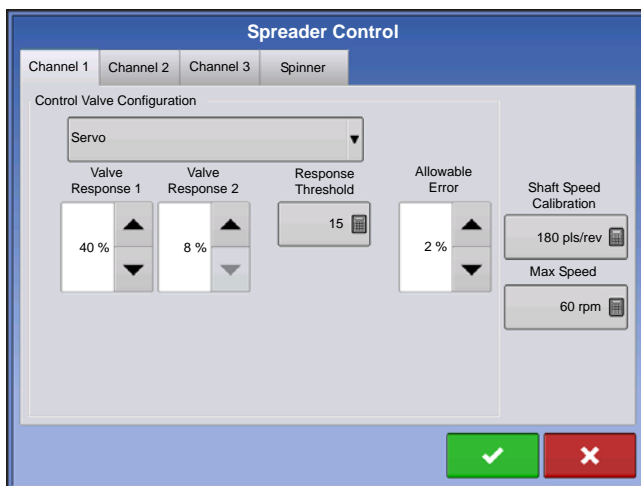 Spreader Control
Channel 1
Channel 2
Channel 3
Spinner
Control Valve Configuration
Servo
Valve
Response 1
Valve
Response 2
Response
Threshold
Allowable
Error
40 %
8 %
15
2 %
Shaft Speed
Calibration
180 pls/rev
Max Speed
60 rpm